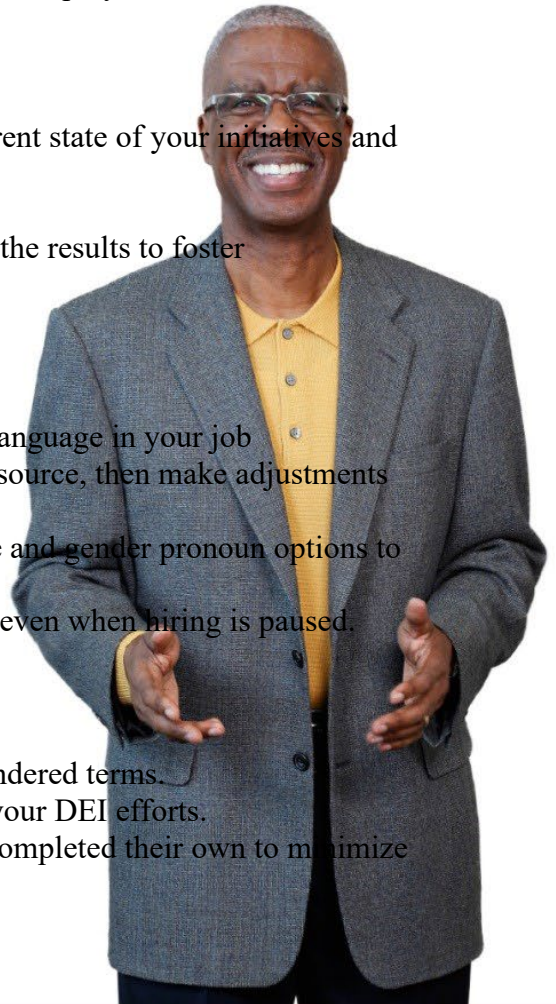 rent state of your initiatives and
the results to foster
anguage in your job
source, then make adjustments
e and gender pronoun options to
even when hiring is paused.
ndered terms.
your DEI efforts.
ompleted their own to minimize